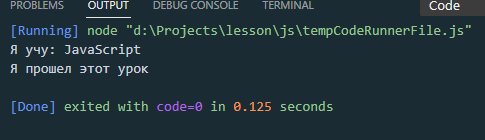 PROBLEMS OUTPUT DEBUG CONSOLE TERMINAL Code
[Running] node "d:\Projects\lesson\js\tempCodeRunnerFile.js"
Я учу: JavaScript
Я прошел этот урок
[Done] exited with code=0 in 0.125 seconds